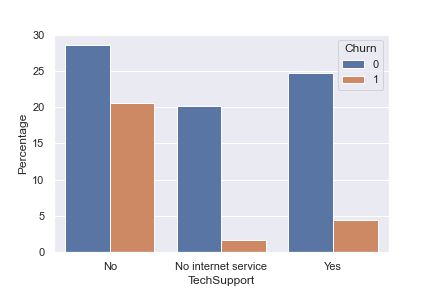 30
25
20
15
10
5
0
Percentage
Churn
0
1
No
No internet service
Yes
TechSupport